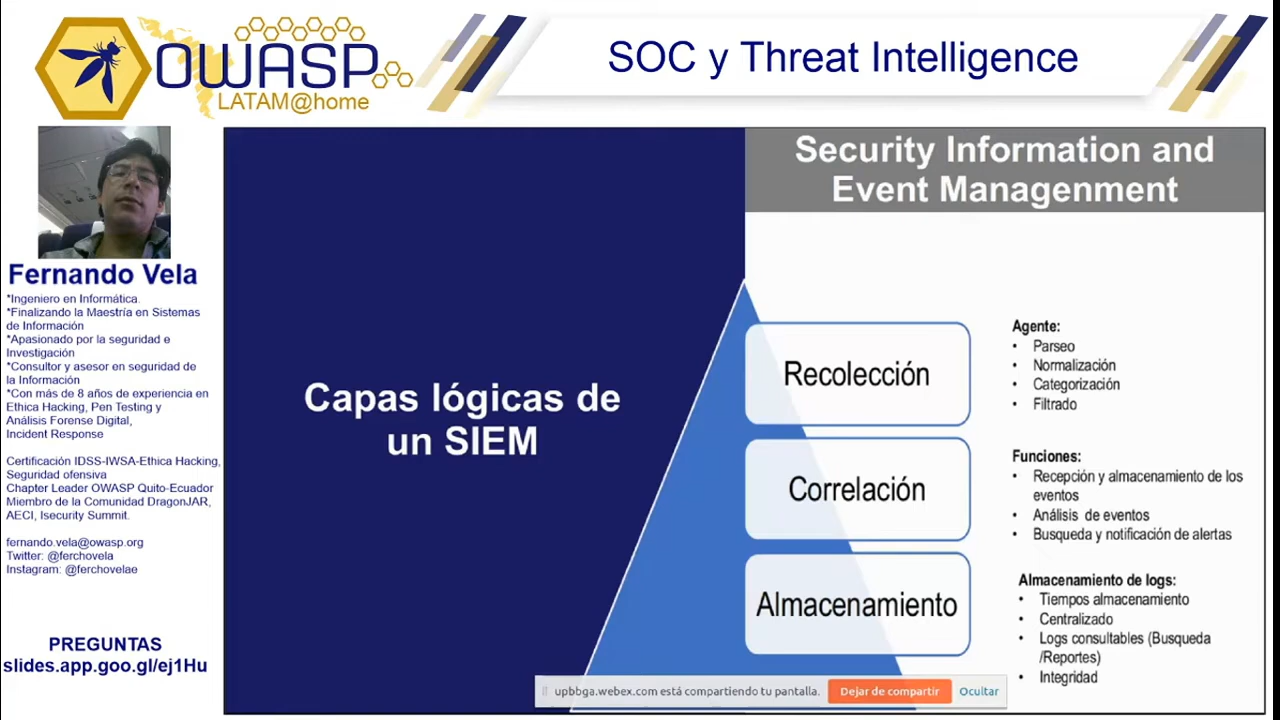 OWASP
LATAM@home
SOC y Threat Intelligence
Fernando Vela
*Ingeniero en Informática.
*Finalizando la Maestría en Sistemas
de Información
*Apasionado por la seguridad e
Investigación
*Consultor y asesor en seguridad de
la Información
*Con más de 8 años de experiencia en
Ethica Hacking, Pen Testing y
Análisis Forense Digital,
Incident Response
Certificación IDSS-IWSA-Ethica Hacking,
Seguridad ofensiva
Chapter Leader OWASP Quito-Ecuador
Miembro de la Comunidad DragonJAR,
AECI, Isecurity Summit.
fernando.vela@owasp.org
Twitter: @ferchovela
Instagram: @ferchovelae
PREGUNTAS
slides.app.goo.gl/ej1Hu
Capas lógicas de
un SIEM
Security Information and
Event Managenment
Recolección
Agente:
• Parseo
• Normalización
• Categorización
• Filtrado
Correlación
Funciones:
• Recepción y almacenamiento de los
eventos
• Análisis de eventos
• Busqueda y notificación de alertas
Almacenamiento
Almacenamiento de logs:
• Tiempos almacenamiento
• Centralizado
• Logs consultables (Busqueda
/Reportes)
• Integridad
upbbga.webex.com está compartiendo tu pantalla. Dejar de compartir Ocultar